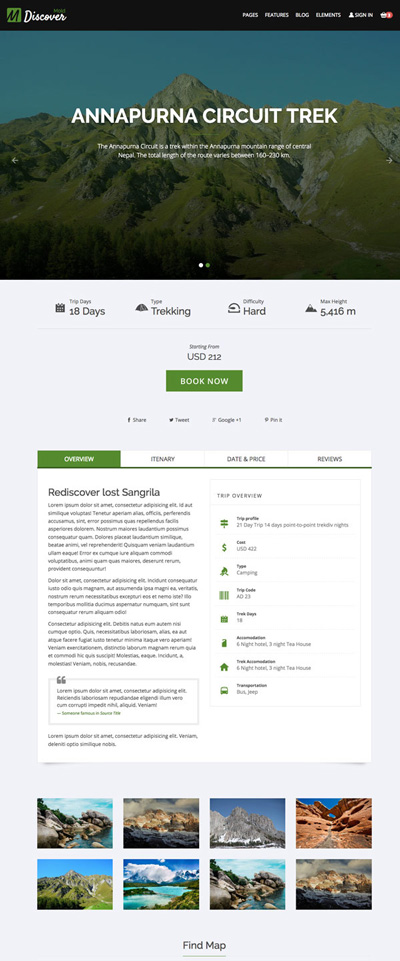 Mold
Discover
PAGES FEATURES BLOG ELEMENTS SIGN IN 3
ANNAPURNA CIRCUIT TREK
The Annapurna Circuit is a trek within the Annapurna mountain range of central
Nepal. The total length of the route varies between 160–230 km.
Trip Days
18 Days
Type
Trekking
Difficulty
Hard
Max Height
5,416 m
Starting From
USD 212
BOOK NOW
Share Tweet Google +1 Pin it
OVERVIEW ITENARY DATE & PRICE REVIEWS
Rediscover lost Sangrila
Lorem ipsum dolor sit amet, consectetur adipisicing elit. Id aut
similique voluptas! Tenetur aperiam alias, officiis, perferendis
accusamus, sint, error possimus quas repellendus facilis
asperiores dolorem. Nostrum maiores laudantium possimus
consequatur quam. Dolores placeat laudantium similique,
beatae animi, vel reprehenderit! Quisquam veniam laudantium
ullam eaque! Error ex cumque iure aliquam commodi
voluptatibus, animi quam quas maiores, deserunt rerum,
provident consequuntur!
Dolor sit amet, consectetur adipisicing elit. Incidunt consequatur
iusto odio quis magnam, aut assumenda ipsa magni ea, veritatis,
nostrum rerum necessitatibus excepturi eos et nemo iste? Illo
temporibus mollitia ducimus aspernatur numquam, sint sunt
consequatur rerum aliquam odio!
Consectetur adipisicing elit. Debitis natus eum autem nisi
cumque optio. Quis, necessitatibus laboriosam, alias, ea aut
atque facere fugiat iusto tenetur minima itaque vero aperiam!
Veniam exercitationem, distinctio laborum magnam rerum quia
et commodi hic quis suscipit! Molestias, eaque. Incidunt, a,
molestias! Veniam, nobis, recusandae.
Lorem ipsum dolor sit amet, consectetur adipisicing elit.
Reiciendis laboriosam repudiandae eligendi illum vero
cum corrupti impedit nihil, aliquid. Veniam!
— Someone famous in Source Title
Lorem ipsum dolor sit amet, consectetur adipisicing elit. Veniam,
deleniti optio similique nobis.
TRIP OVERVIEW
Trip profile
21 Day Trip 14 days point-to-point trekdiv nights
Cost
USD 422
Type
Camping
Trip Code
AD 23
Trek Days
18
Accomodation
6 Night hotel, 3 night Tea House
Trek Accomodation
6 Night hotel, 3 night Tea House
Transportation
Bus, Jeep
Find Map